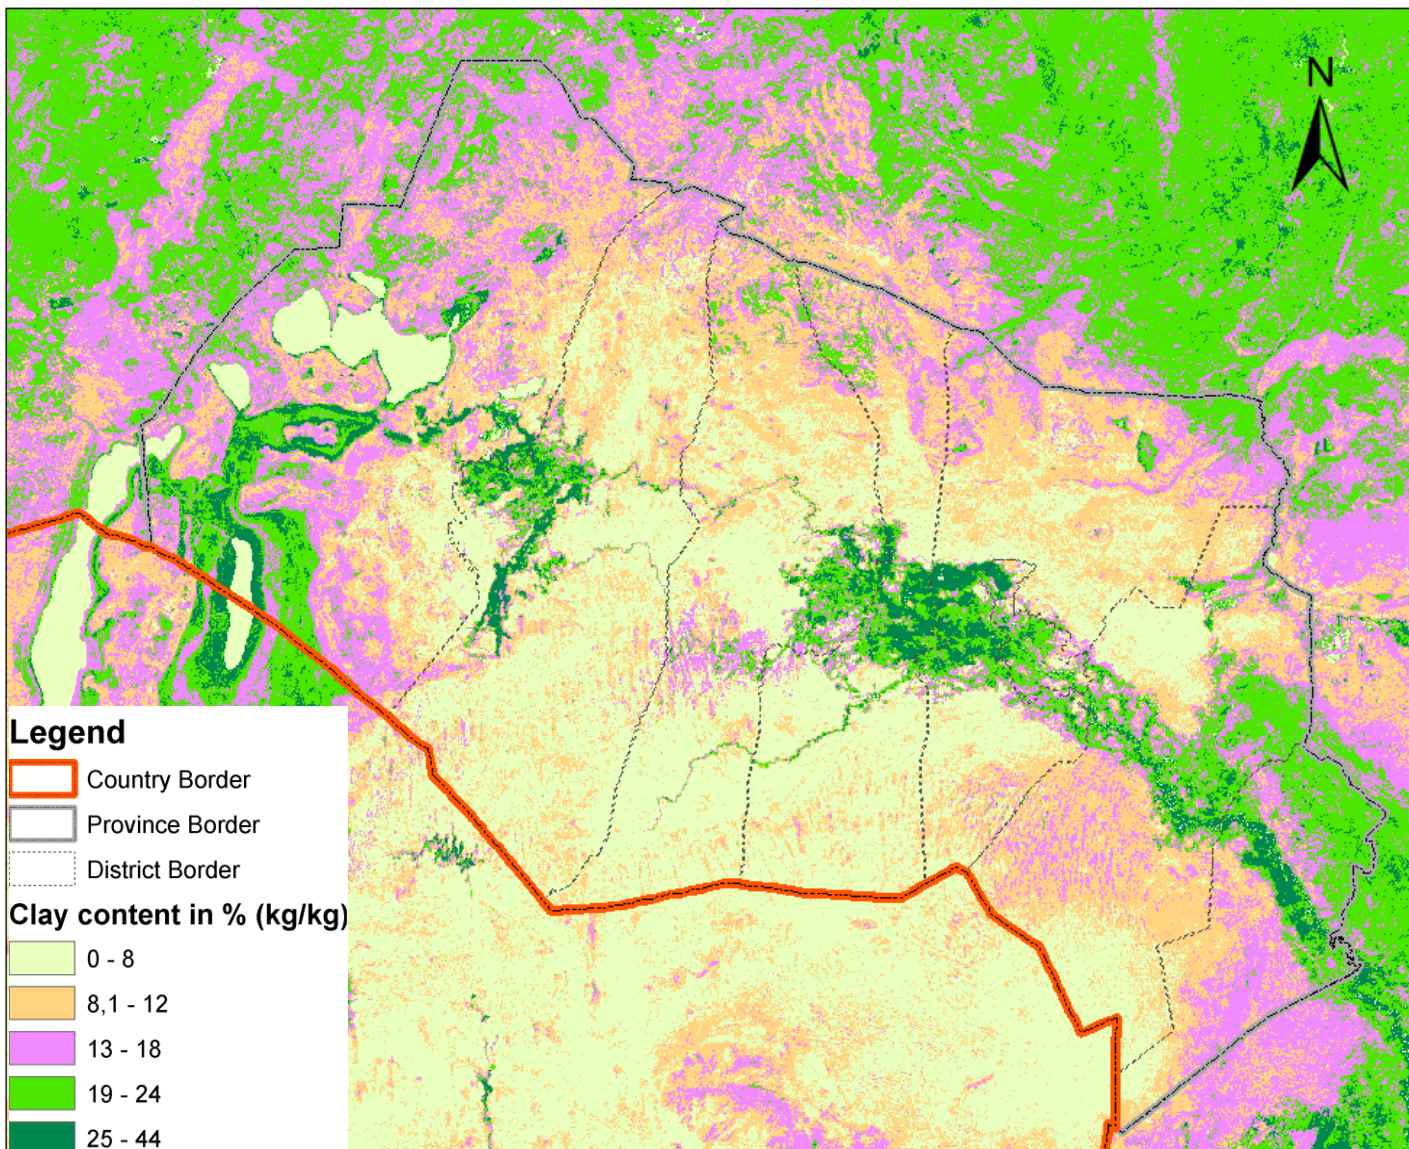 N
Legend
Country Border
Province Border
District Border
Clay content in % (kg/kg)
0 - 8
8,1 - 12
13 - 18
19 - 24
25 - 44